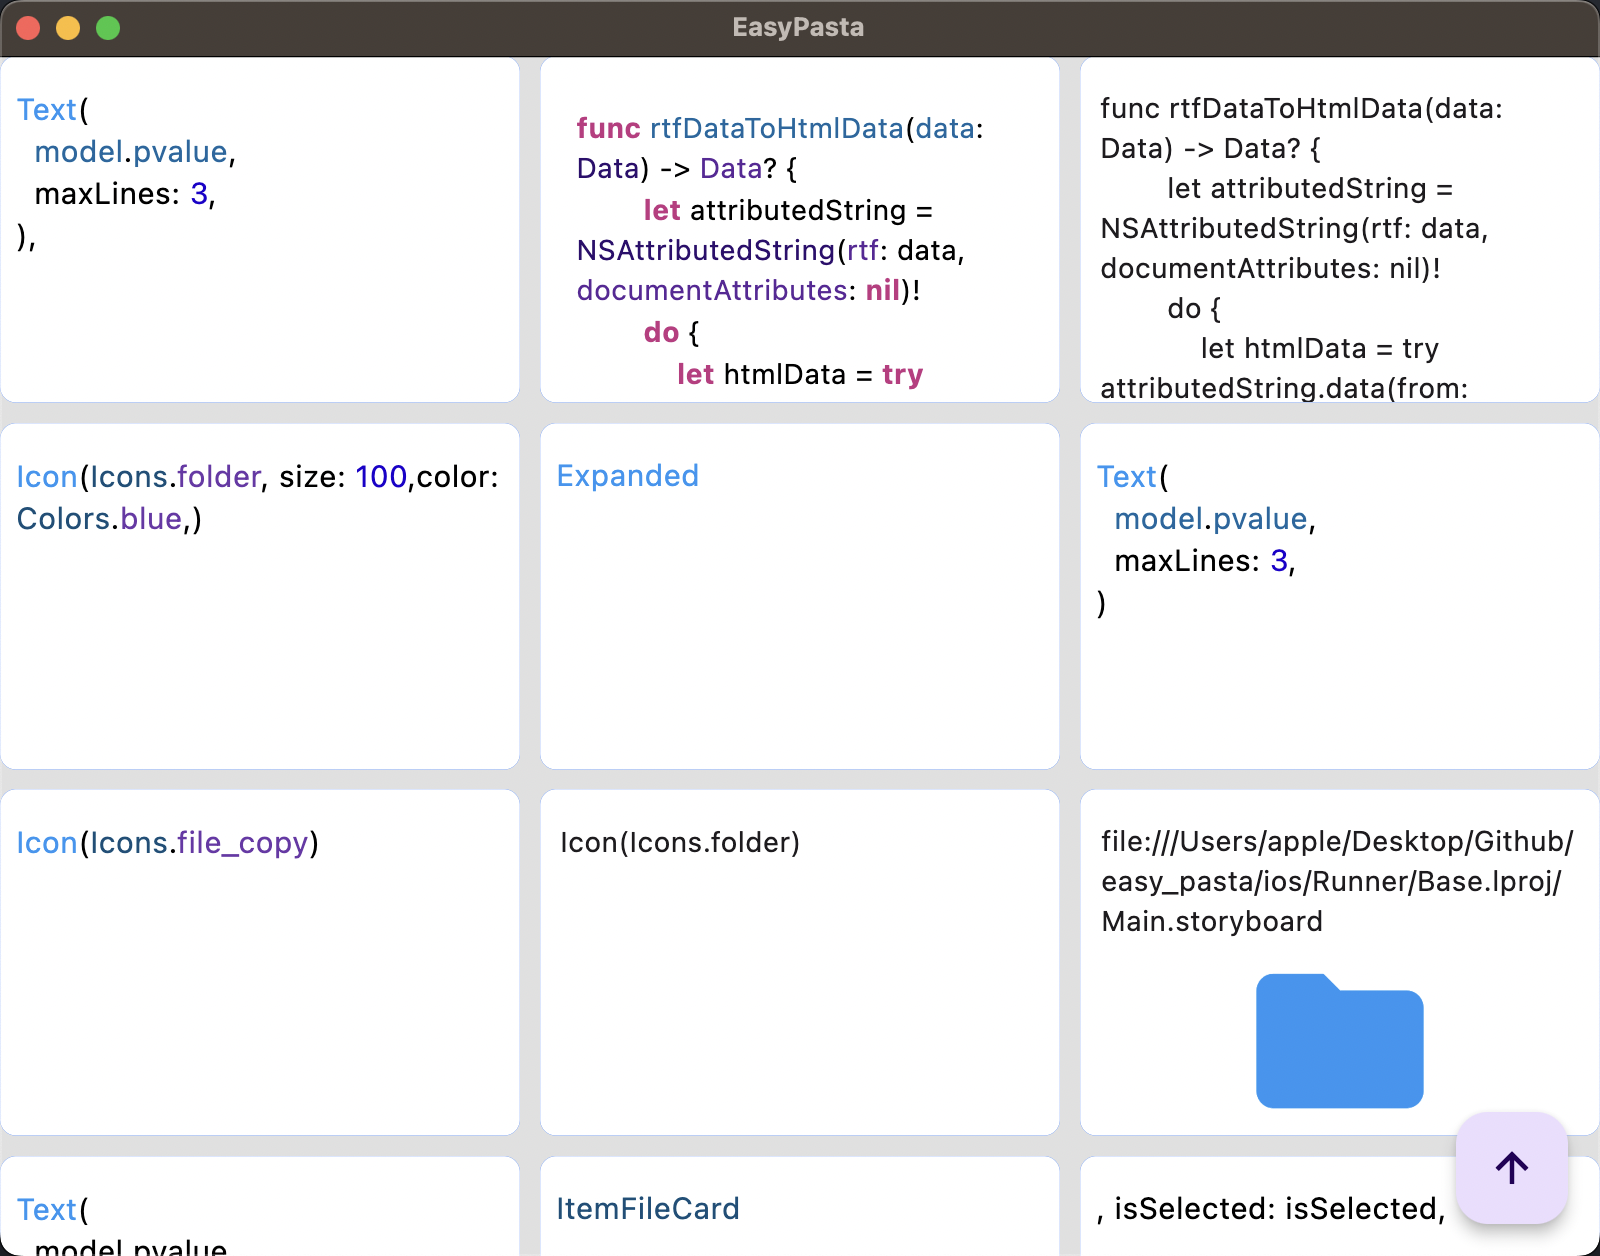 EasyPasta
Text(
  model.pvalue,
  maxLines: 3,
),
func rtfDataToHtmlData(data:
Data) -> Data? {
        let attributedString =
NSAttributedString(rtf: data,
documentAttributes: nil)!
        do {
            let htmlData = try
func rtfDataToHtmlData(data:
Data) -> Data? {
        let attributedString =
NSAttributedString(rtf: data,
documentAttributes: nil)!
        do {
            let htmlData = try
attributedString.data(from:
Icon(Icons.folder, size: 100,color:
Colors.blue,)
Expanded
Text(
  model.pvalue,
  maxLines: 3,
)
Icon(Icons.file_copy)
Icon(Icons.folder)
file:///Users/apple/Desktop/Github/
easy_pasta/ios/Runner/Base.lproj/
Main.storyboard
Text(
  model.pvalue
ItemFileCard
, isSelected: isSelected,